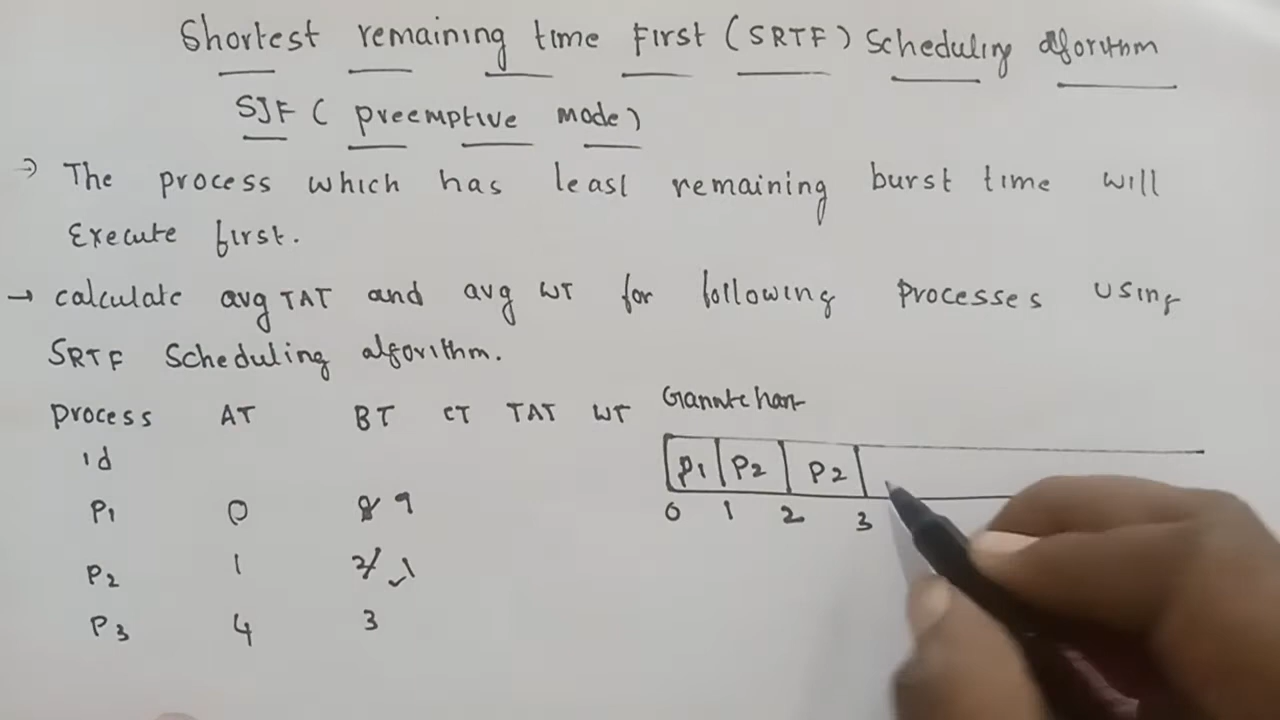 Shortest remaining time First (SRTF) Scheduling algorithm
SJF ( preemptive mode)
→ The process which has least remaining burst time will
Execute first.
→ calculate avg TAT and avg WT for following processes using
SRTF Scheduling algorithm.
process AT BT CT TAT WT
id
P1 0 8 9
P2 1 2 1
P3 4 3
Gantt chart
P1 P2 P2
0 1 2 3